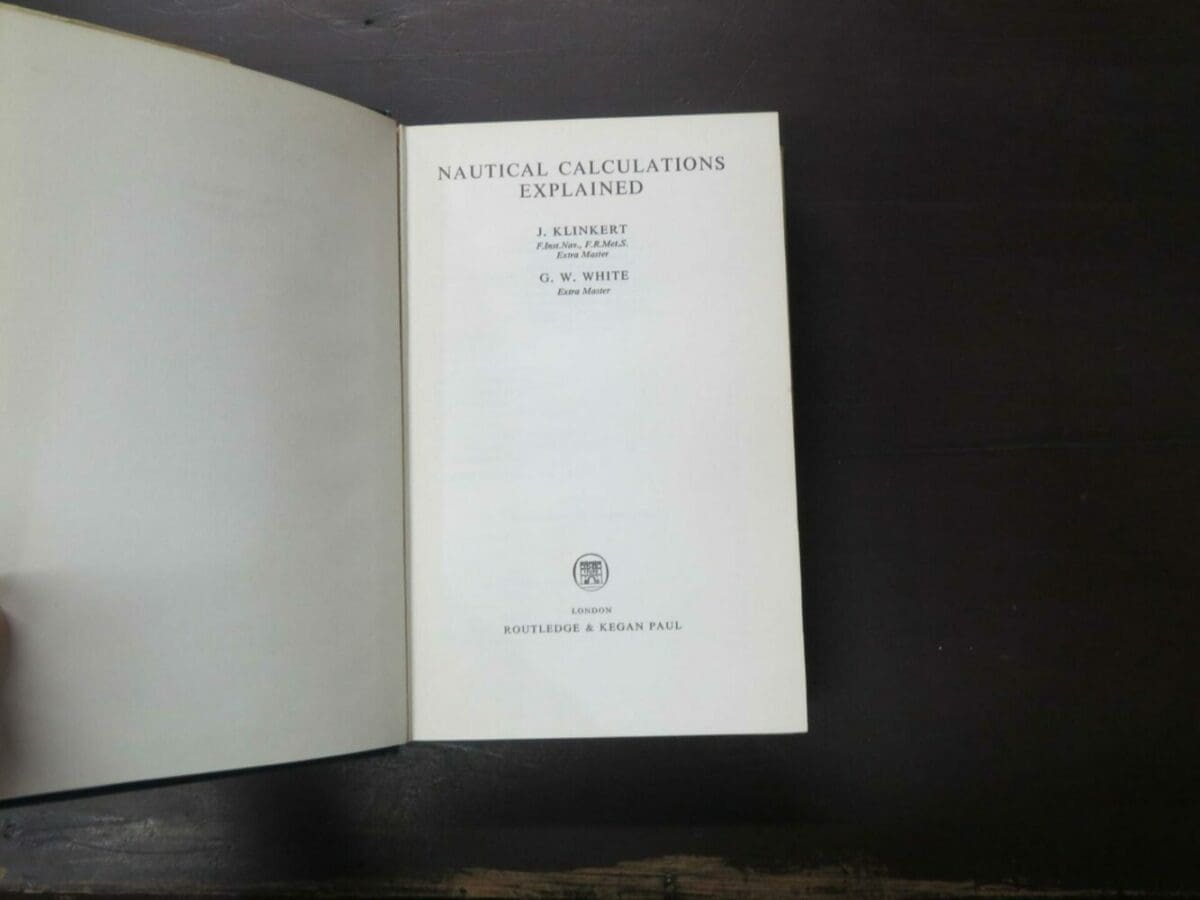 NAUTICAL CALCULATIONS
EXPLAINED
J. KLINKERT
F.Inst.Nav., F.R.Met.S.
Extra Master
G. W. WHITE
Extra Master
LONDON
ROUTLEDGE & KEGAN PAUL